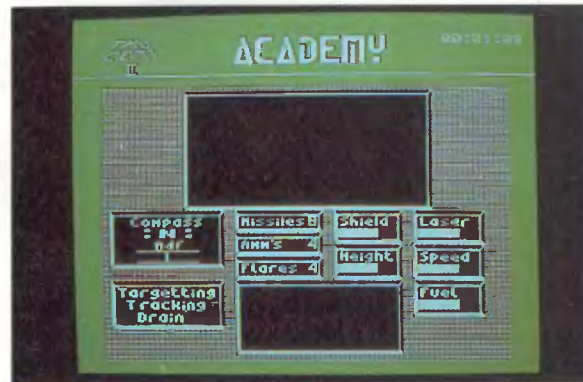 ACADEMY
00:01:00
Compass
N
Missiles 8
AMM's 4
Flares 4
Shield
Height
Laser
Speed
Fuel
Targetting
Tracking
Drain